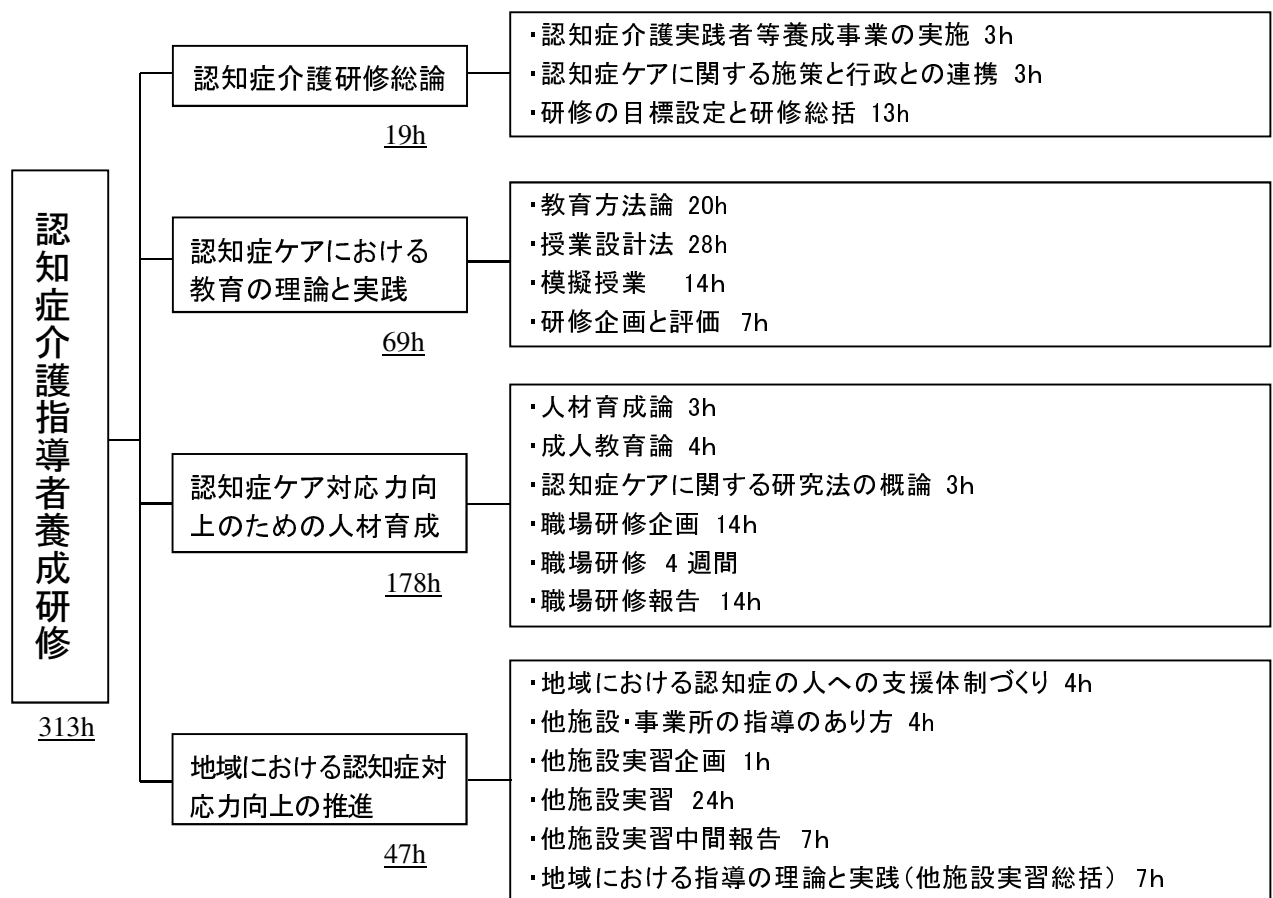 認知症介護指導者養成研修
313h
認知症介護研修総論
19h
・認知症介護実践者等養成事業の実施 3h
・認知症ケアに関する施策と行政との連携 3h
・研修の目標設定と研修総括 13h
認知症ケアにおける
教育の理論と実践
69h
・教育方法論 20h
・授業設計法 28h
・模擬授業 14h
・研修企画と評価 7h
認知症ケア対応力向
上のための人材育成
178h
・人材育成論 3h
・成人教育論 4h
・認知症ケアに関する研究法の概論 3h
・職場研修企画 14h
・職場研修 4 週間
・職場研修報告 14h
地域における認知症対
応力向上の推進
47h
・地域における認知症の人への支援体制づくり 4h
・他施設・事業所の指導のあり方 4h
・他施設実習企画 1h
・他施設実習 24h
・他施設実習中間報告 7h
・地域における指導の理論と実践(他施設実習総括) 7h